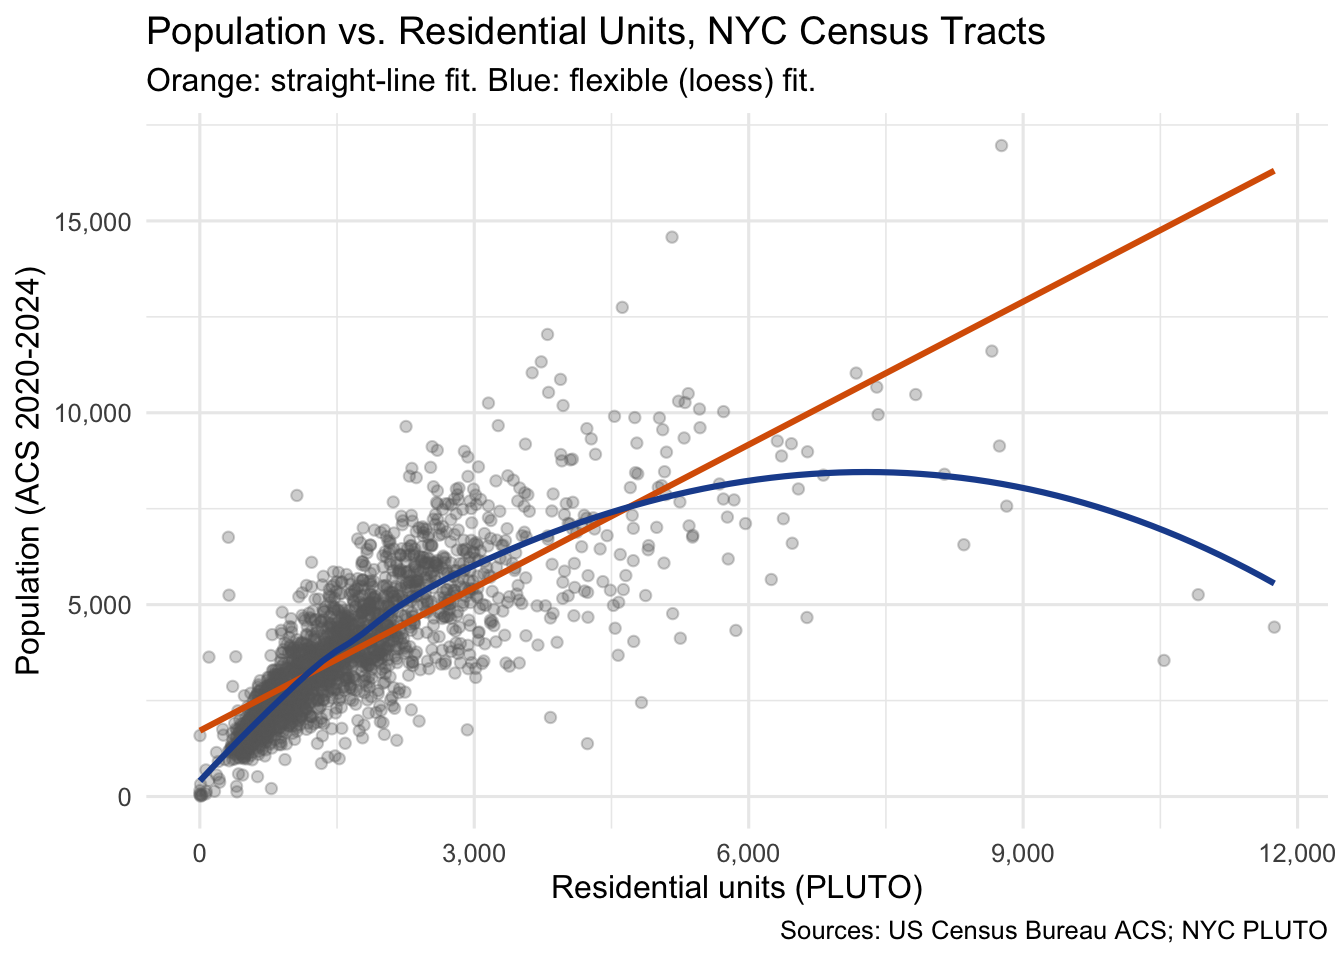 Population vs. Residential Units, NYC Census Tracts
Orange: straight-line fit. Blue: flexible (loess) fit.
Population (ACS 2020-2024)
15,000
10,000
5,000
0
0
3,000
6,000
9,000
12,000
Residential units (PLUTO)
Sources: US Census Bureau ACS; NYC PLUTO